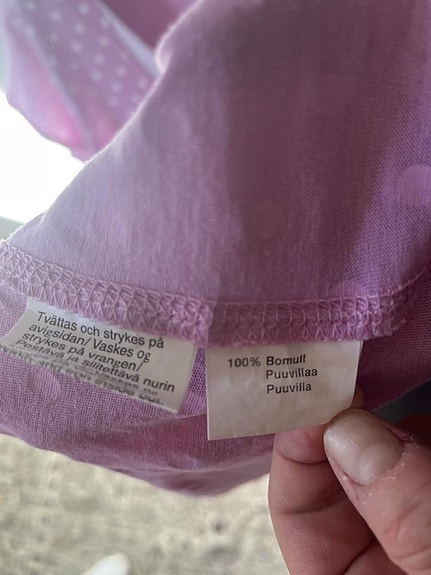 Tvättas och strykes på
avigsidan/Vaskes og
strykes på vrangen/
Pestävä ja silitettävä nurin
100% Bomull
Puuvillaa
Puuvilla